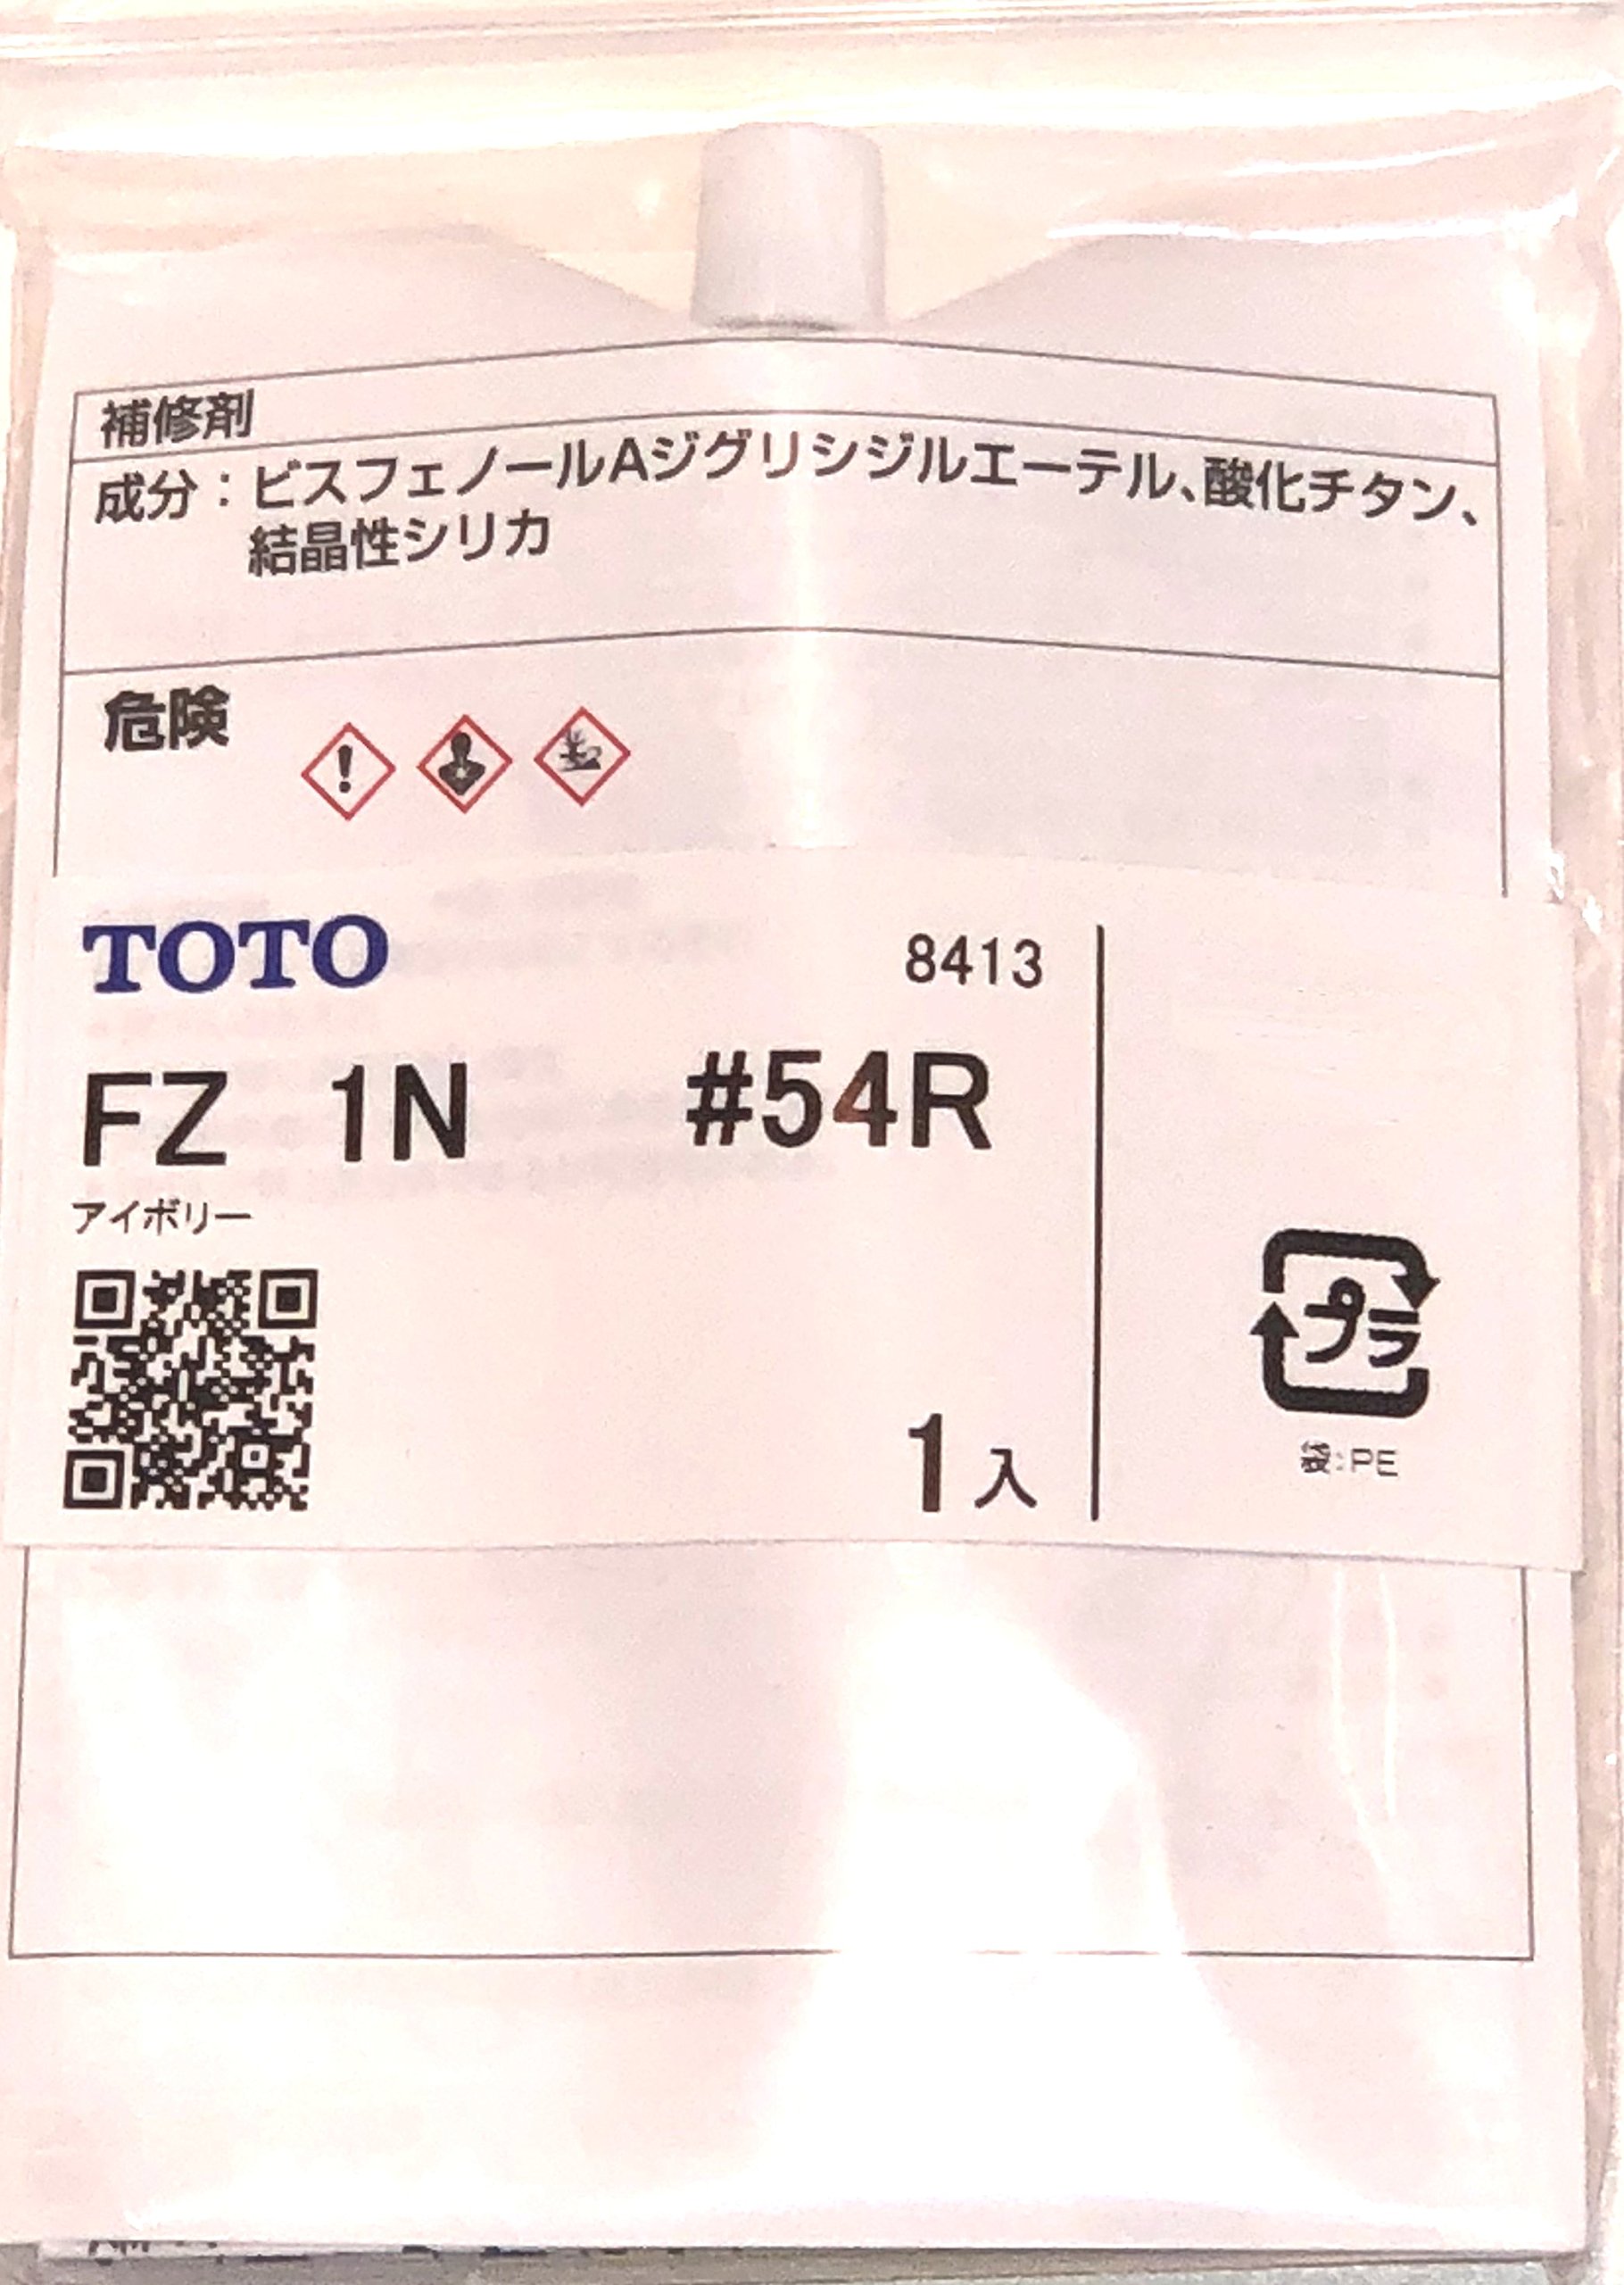 補修剤
成分：ビスフェノールAジグリシジルエーテル、酸化チタン、
結晶性シリカ
危険
TOTO 8413
FZ 1N #54R
アイボリー
プラ
1入
袋:PE